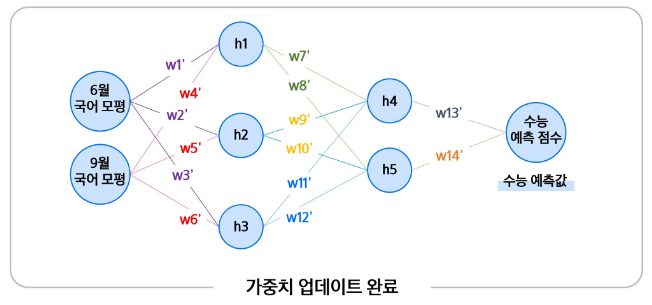 6월
국어 모평
9월
국어 모평
w1'
w4'
w2'
w5'
w3'
w6'
h1
h2
h3
w7'
w8'
w9'
w10'
w11'
w12'
h4
h5
w13'
w14'
수능
예측 점수
수능 예측값
가중치 업데이트 완료